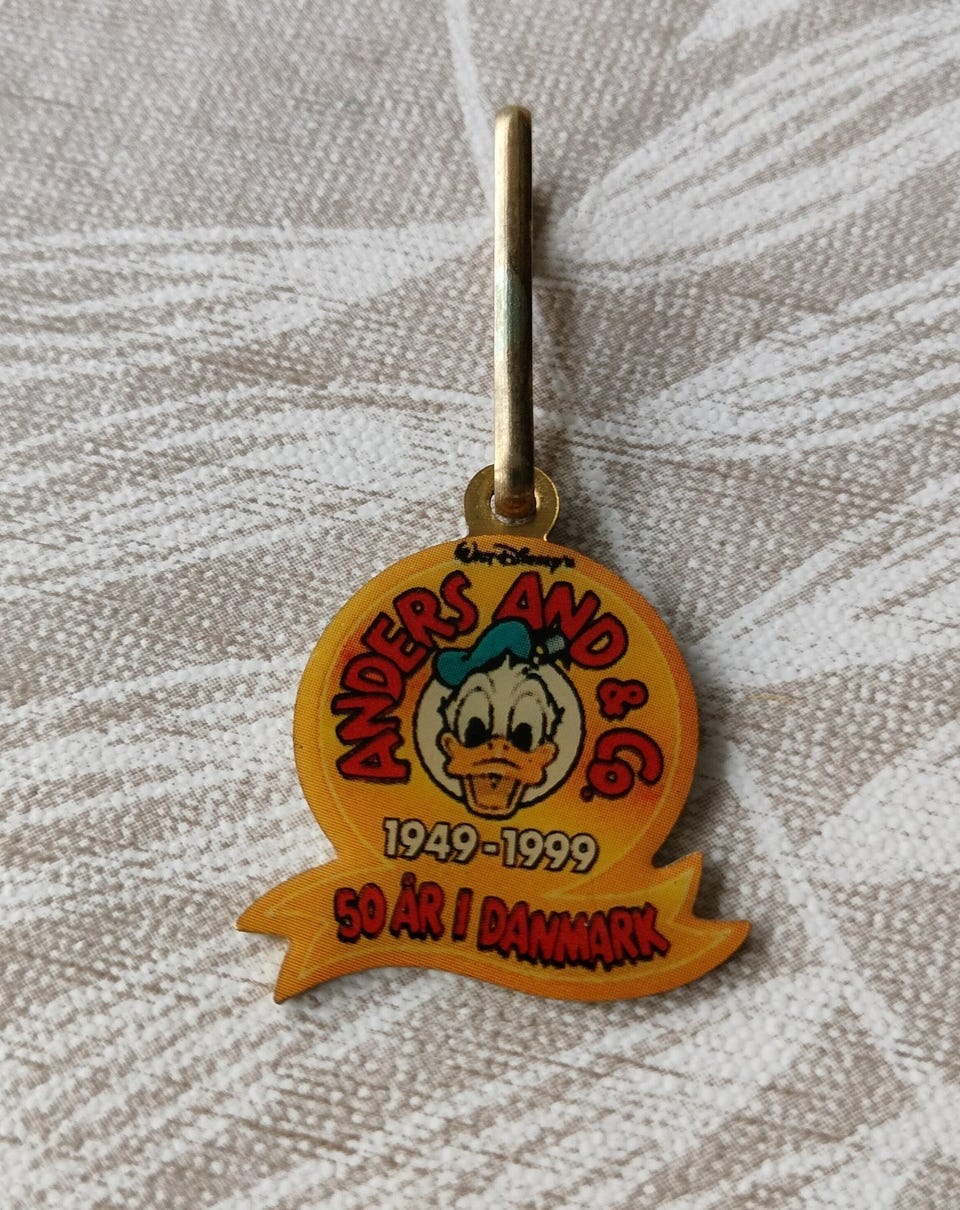 Walt Disney's
ANDERS AND & Co.
1949-1999
50 ÅR I DANMARK